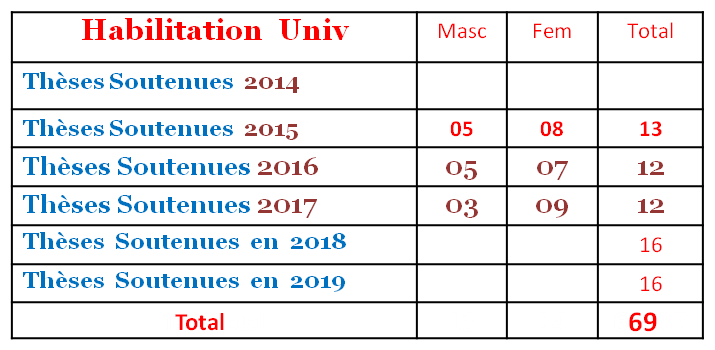 Habilitation Univ Masc Fem Total
Thèses Soutenues 2014
Thèses Soutenues 2015 05 08 13
Thèses Soutenues 2016 05 07 12
Thèses Soutenues 2017 03 09 12
Thèses Soutenues en 2018 16
Thèses Soutenues en 2019 16
Total 69